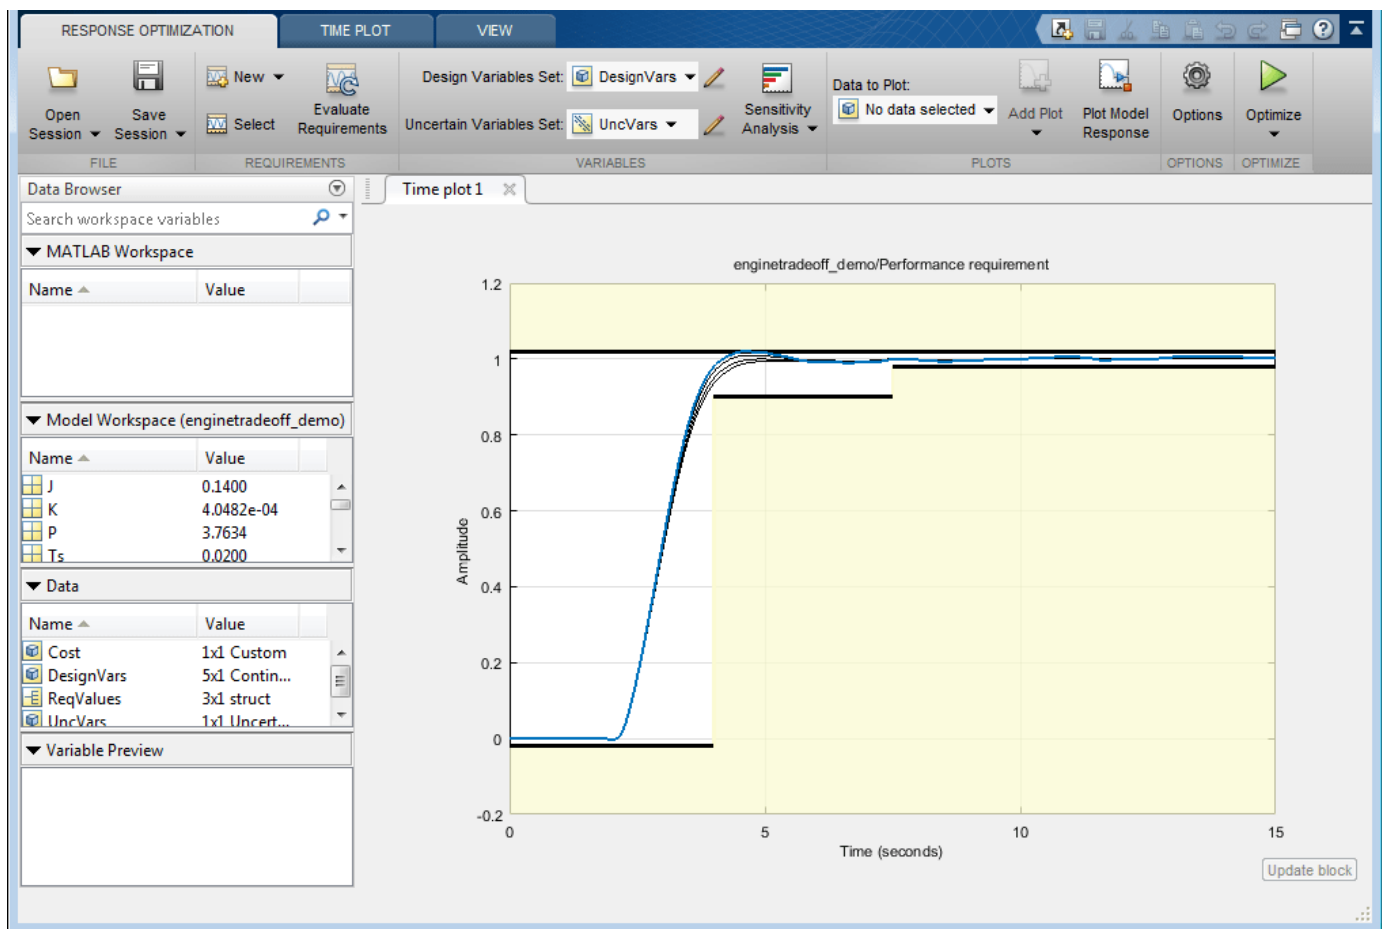 RESPONSE OPTIMIZATION TIME PLOT VIEW
New Design Variables Set: DesignVars Data to Plot:
Open Session Save Session Select Evaluate Requirements Uncertain Variables Set: UncVars Sensitivity Analysis No data selected Add Plot Plot Model Response Options Optimize
FILE REQUIREMENTS VARIABLES PLOTS OPTIONS OPTIMIZE
Data Browser
Search workspace variables
MATLAB Workspace
Name Value
Model Workspace (enginetradeoff_demo)
Name Value
J 0.1400
K 4.0482e-04
P 3.7634
Ts 0.0200
Data
Name Value
Cost 1x1 Custom
DesignVars 5x1 Contin...
ReqValues 3x1 struct
UncVars 1x1 Uncert...
Variable Preview
Time plot 1
enginetradeoff_demo/Performance requirement
1.2
1
0.8
0.6
0.4
0.2
0
-0.2
Amplitude
0 5 10 15
Time (seconds)
Update block